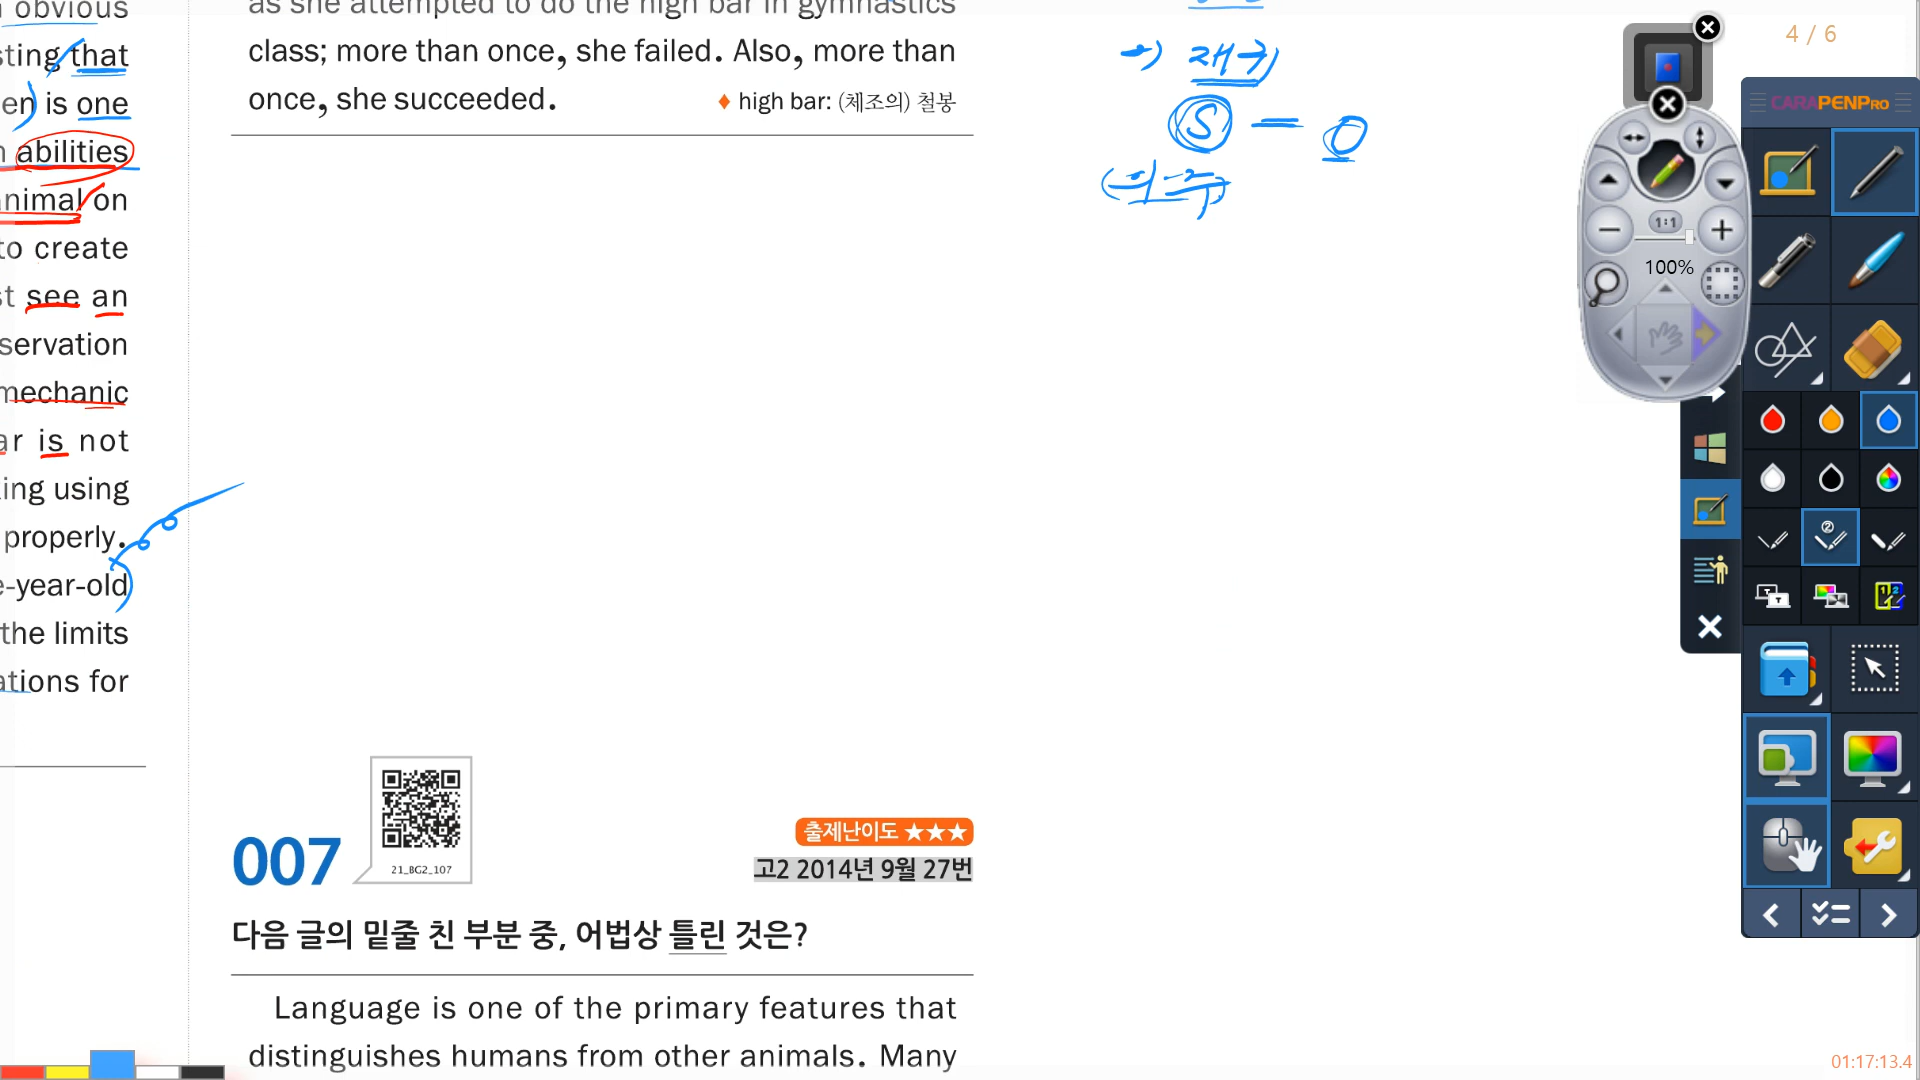 obvious
sting that
en) is one
abilities
animal on
to create
st see an
servation
mechanic
ar is not
ing using
properly.
e-year-old
the limits
ations for
as she attempted to do the high bar in gymnastics
class; more than once, she failed. Also, more than
once, she succeeded.
♦ high bar: (체조의) 철봉
21_BG2_107
007
출제난이도 ★★★
고2 2014년 9월 27번
다음 글의 밑줄 친 부분 중, 어법상 틀린 것은?
Language is one of the primary features that
distinguishes humans from other animals. Many
→) 재귀
S = O
(의주)
4 / 6
1:1
100%
CARAPENPRO
01:17:13.4